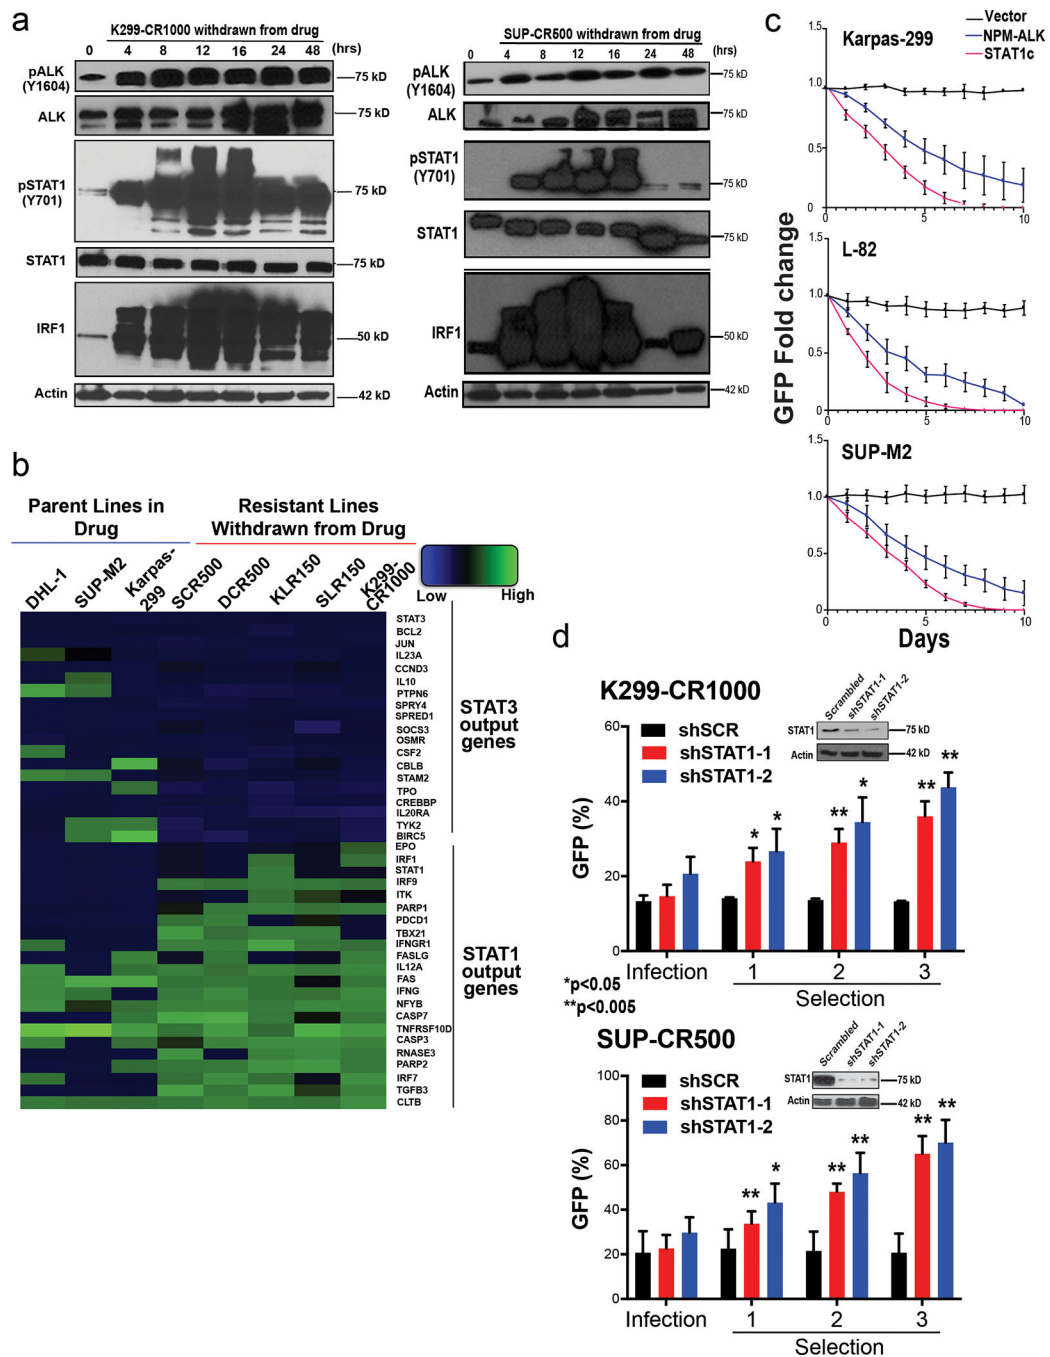 a
K299-CR1000 withdrawn from drug
0 4 8 12 16 24 48 (hrs)
pALK
(Y1604)
75 kD
ALK
75 kD
pSTAT1
(Y701)
75 kD
STAT1
75 kD
IRF1
50 kD
Actin
42 kD
SUP-CR500 withdrawn from drug
0 4 8 12 16 24 48 (hrs)
pALK
(Y1604)
75 kD
ALK
75 kD
pSTAT1
(Y701)
75 kD
STAT1
75 kD
IRF1
50 kD
Actin
42 kD
b
Parent Lines in
Drug
Resistant Lines
Withdrawn from Drug
DHL-1
SUP-M2
Karpas-
299
SCR500
DCR500
KLR150
SLR150
K299-
CR1000
Low
High
STAT3
BCL2
JUN
IL23A
CCND3
IL10
PTPN6
SPRY4
SPRED1
SOCS3
OSMR
CSF2
CBLB
STAM2
TPO
CREBBP
IL20RA
TYK2
BIRC5
EPO
IRF1
STAT1
IRF9
ITK
PARP1
PDCD1
TBX21
IFNGR1
FASLG
IL12A
FAS
IFNG
NFYB
CASP7
TNFRSF10D
CASP3
RNASE3
PARP2
IRF7
TGFB3
CLTB
STAT3
output
genes
STAT1
output
genes
c
Vector
NPM-ALK
STAT1c
Karpas-299
1.5
1.0
0.5
0
0 5 10
L-82
1.5
1.0
0.5
0
0 5 10
SUP-M2
1.5
1.0
0.5
0
0 5 10
GFP Fold change
Days
d
K299-CR1000
shSCR
shSTAT1-1
shSTAT1-2
Scrambled
shSTAT1-1
shSTAT1-2
STAT1
75 kD
Actin
42 kD
GFP (%)
60
40
20
0
* * ** * ** **
Infection 1 2 3
Selection
*p<0.05
**p<0.005
SUP-CR500
shSCR
shSTAT1-1
shSTAT1-2
Scrambled
shSTAT1-1
shSTAT1-2
STAT1
75 kD
Actin
42 kD
GFP (%)
100
80
60
40
20
0
** * ** ** ** **
Infection 1 2 3
Selection